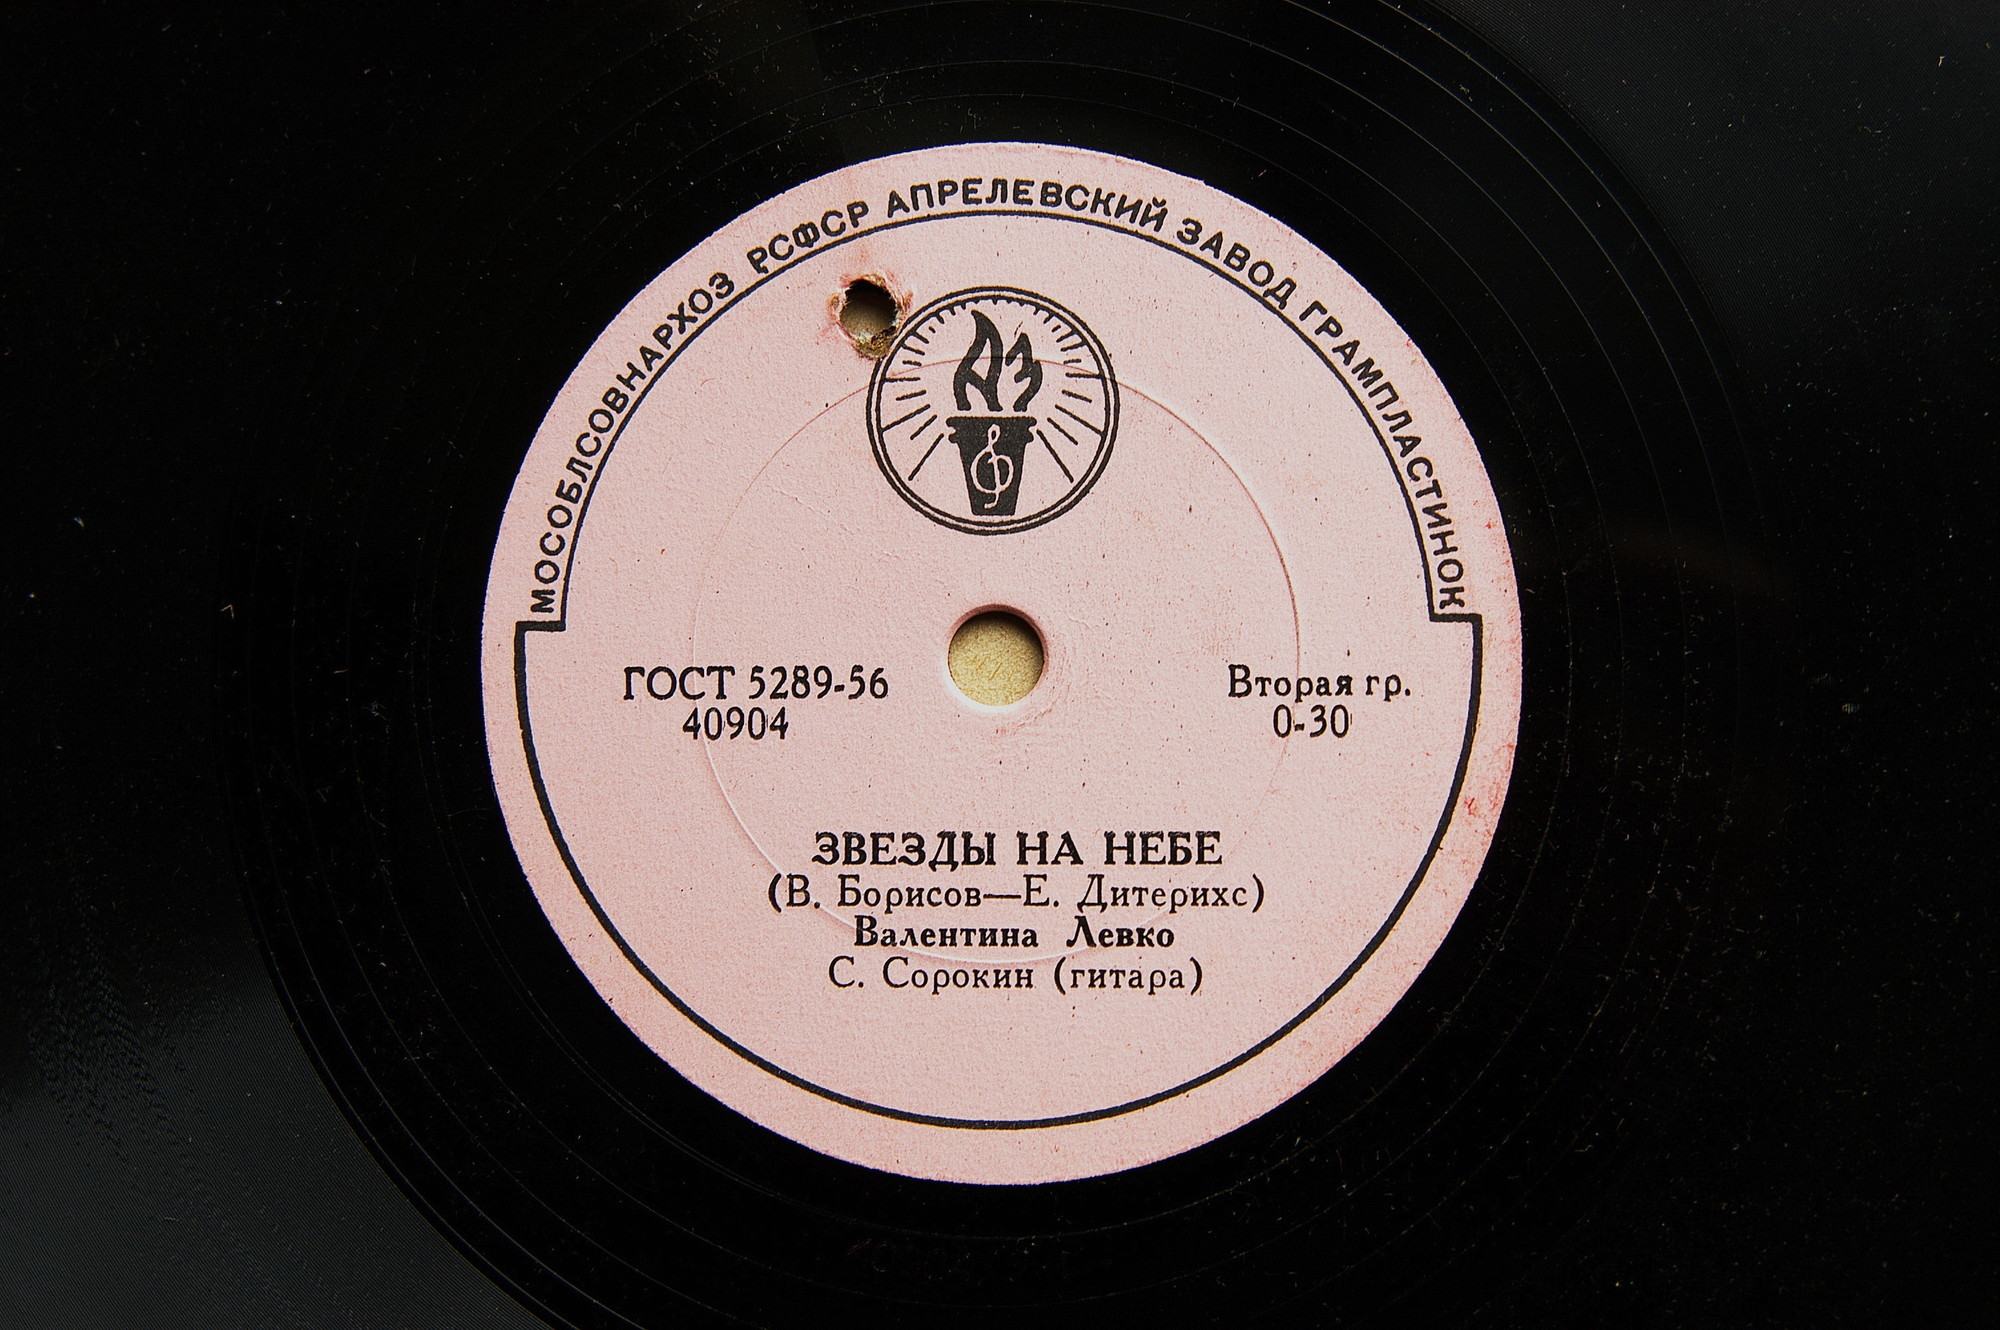 МОСОБЛСОВНАРХОЗ РСФСР АПРЕЛЕВСКИЙ ЗАВОД ГРАМПЛАСТИНОК
АЗ
ГОСТ 5289-56
40904
Вторая гр.
0-30
ЗВЕЗДЫ НА НЕБЕ
(В. Борисов—Е. Дитерихс)
Валентина Левко
С. Сорокин (гитара)